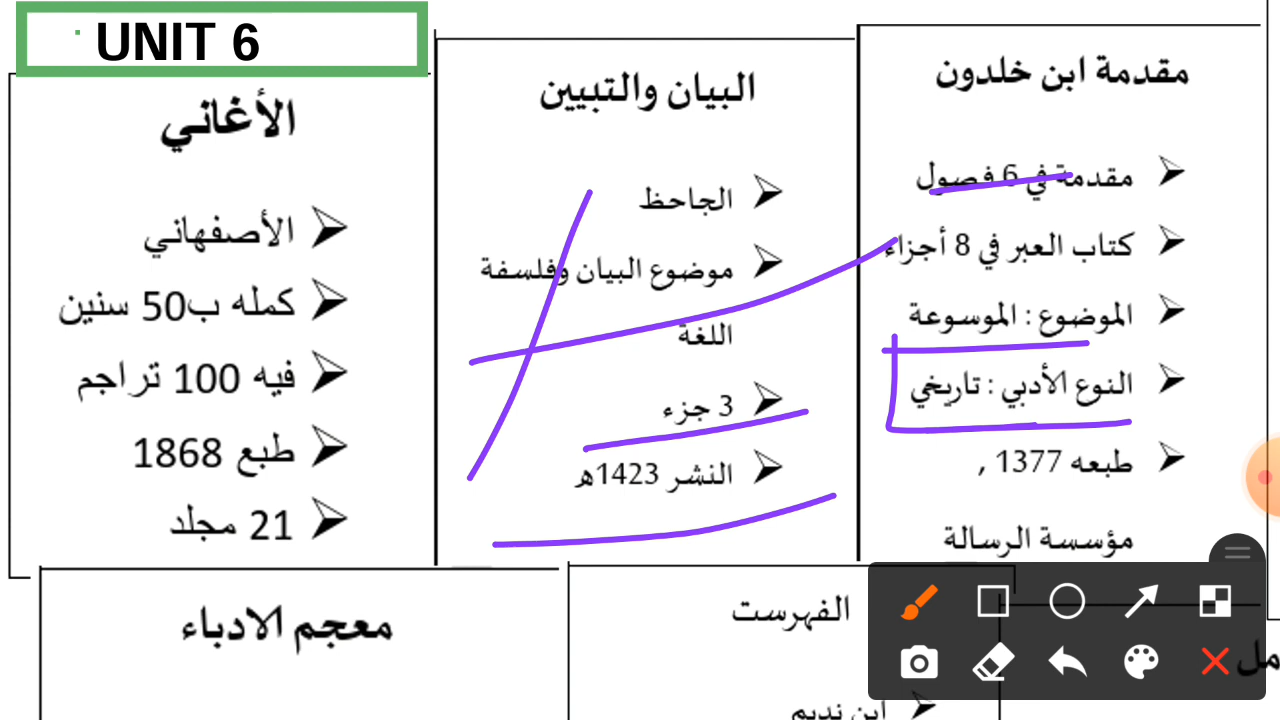 UNIT 6
مقدمة ابن خلدون
مقدمة في 6 فصول
كتاب العبر في 8 أجزاء
الموضوع : الموسوعة
النوع الأدبي : تاريخي
طبعه 1377 ,
مؤسسة الرسالة
البيان والتبيين
الجاحظ
موضوع البيان وفلسفة
اللغة
3 جزء
النشر 1423هـ
الأغاني
الأصفهاني
كمله ب50 سنين
فيه 100 تراجم
طبع 1868
21 مجلد
الفهرست
ابن نديم
معجم الادباء